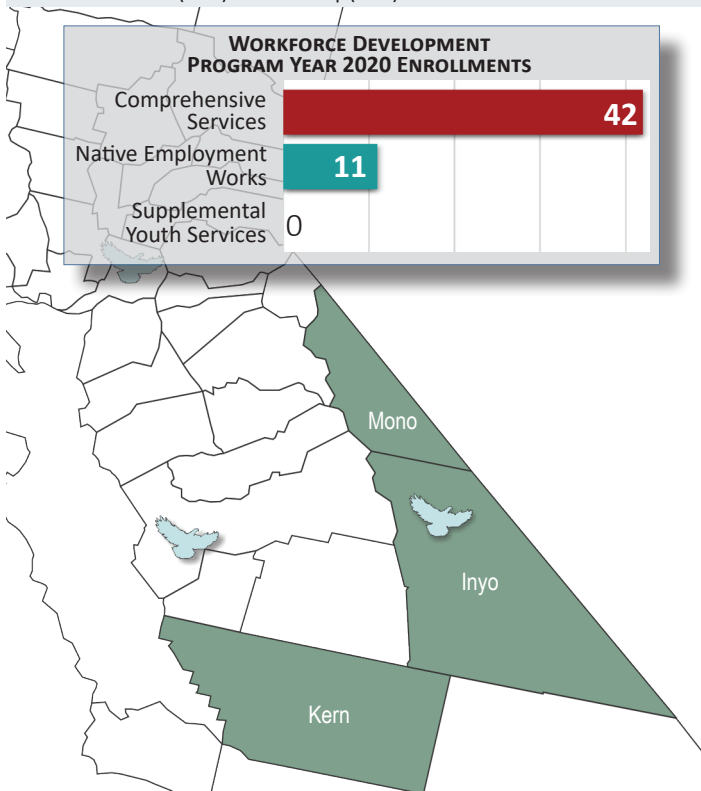 WORKFORCE DEVELOPMENT
PROGRAM YEAR 2020 ENROLLMENTS
Comprehensive
Services
42
Native Employment
Works
11
Supplemental
Youth Services
0
Mono
Inyo
Kern